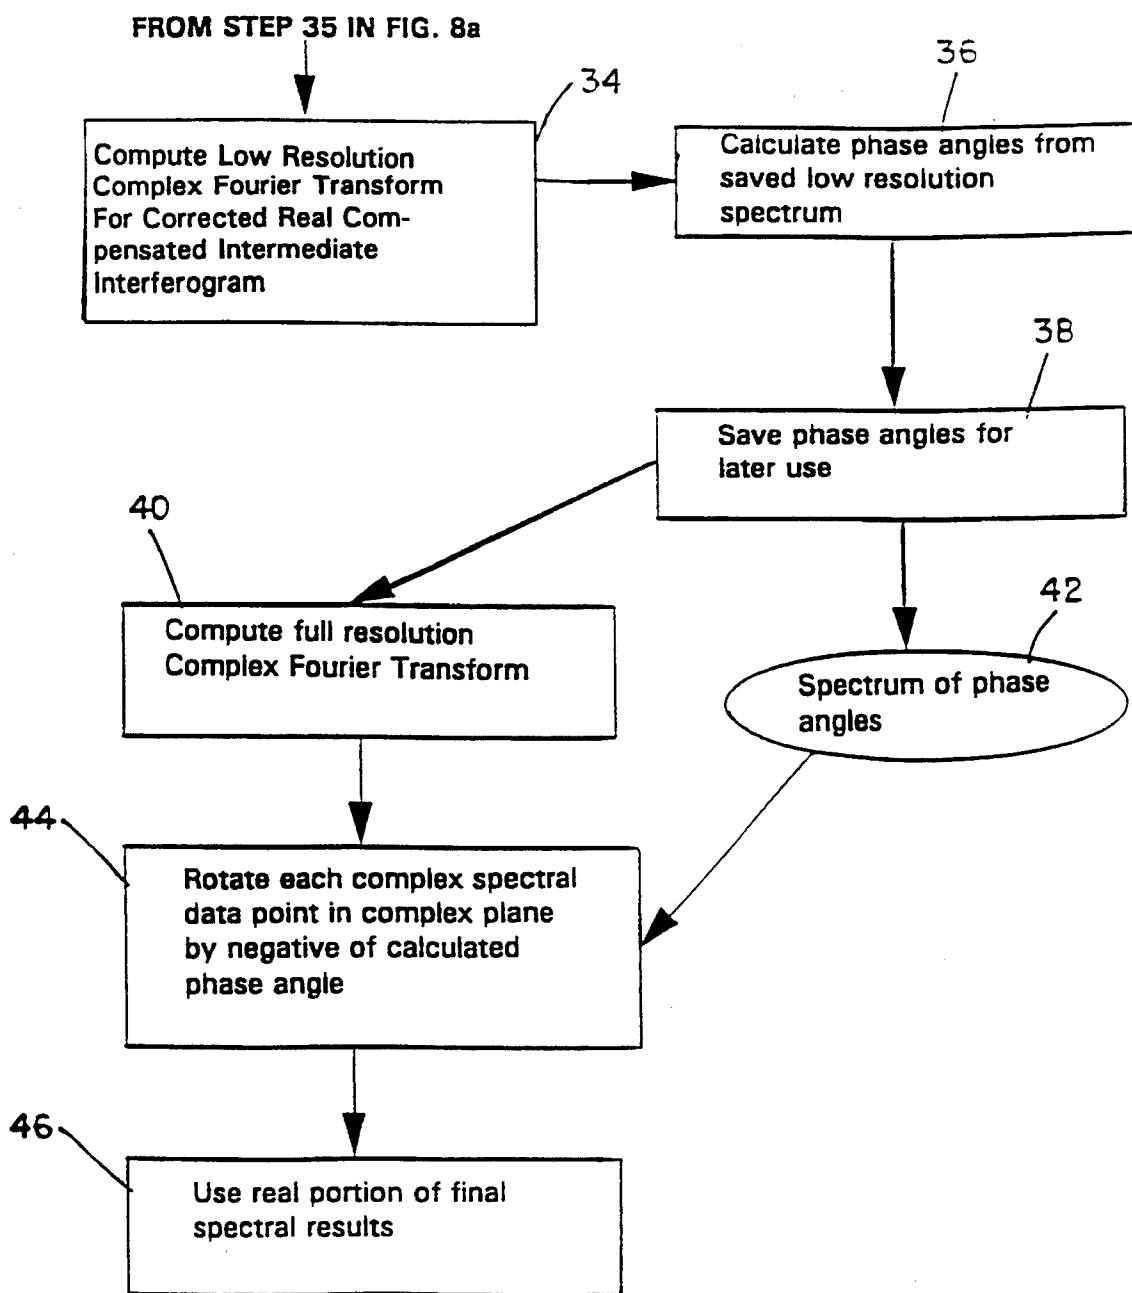 FROM STEP 35 IN FIG. 8a
34
Compute Low Resolution
Complex Fourier Transform
For Corrected Real Com-
pensated Intermediate
Interferogram
36
Calculate phase angles from
saved low resolution
spectrum
38
Save phase angles for
later use
40
Compute full resolution
Complex Fourier Transform
42
Spectrum of phase
angles
44
Rotate each complex spectral
data point in complex plane
by negative of calculated
phase angle
46
Use real portion of final
spectral results